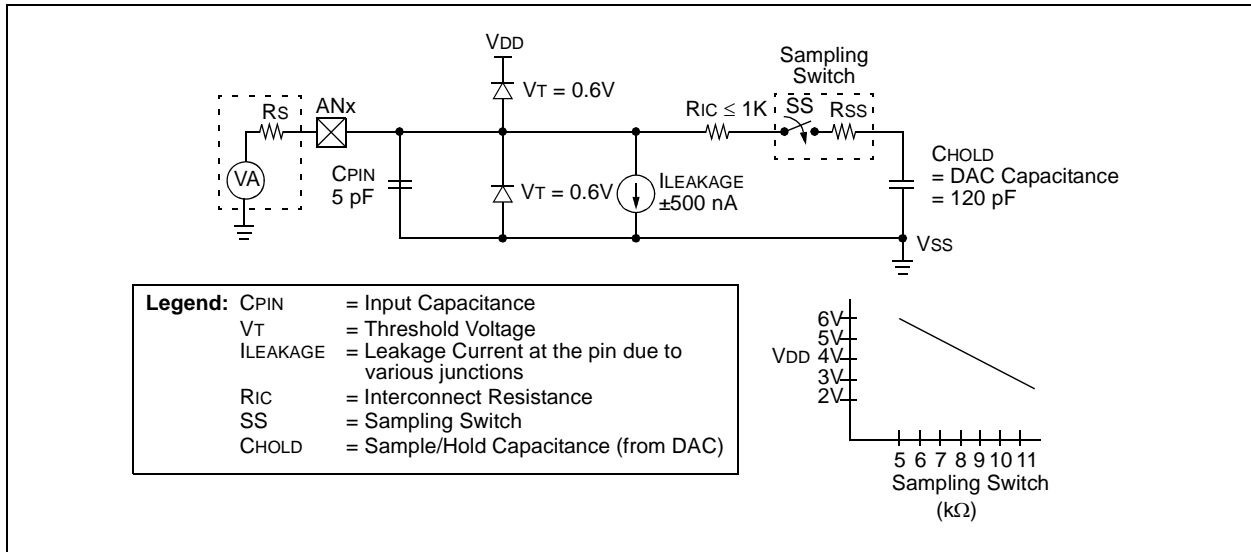 VDD
VT = 0.6V
Sampling
Switch
RS
ANx
RIC ≤ 1K
SS
RSS
VA
CPIN
5 pF
VT = 0.6V
ILEAKAGE
±500 nA
CHOLD
= DAC Capacitance
= 120 pF
VSS
Legend: CPIN = Input Capacitance
VT = Threshold Voltage
ILEAKAGE = Leakage Current at the pin due to
various junctions
RIC = Interconnect Resistance
SS = Sampling Switch
CHOLD = Sample/Hold Capacitance (from DAC)
6V
5V
VDD 4V
3V
2V
5 6 7 8 9 10 11
Sampling Switch
(kΩ)